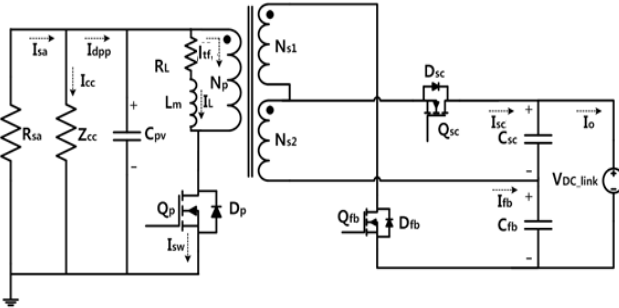 Isa
Idpp
Icc
Rsa
Zcc
Cpv
+
-
RL
Lm
Itf1
IL
Np
Qp
Dp
Isw
Ns1
Ns2
Dsc
Qsc
Isc
Io
+
Csc
-
VDC_link
Ifb
+
Cfb
-
Qfb
Dfb